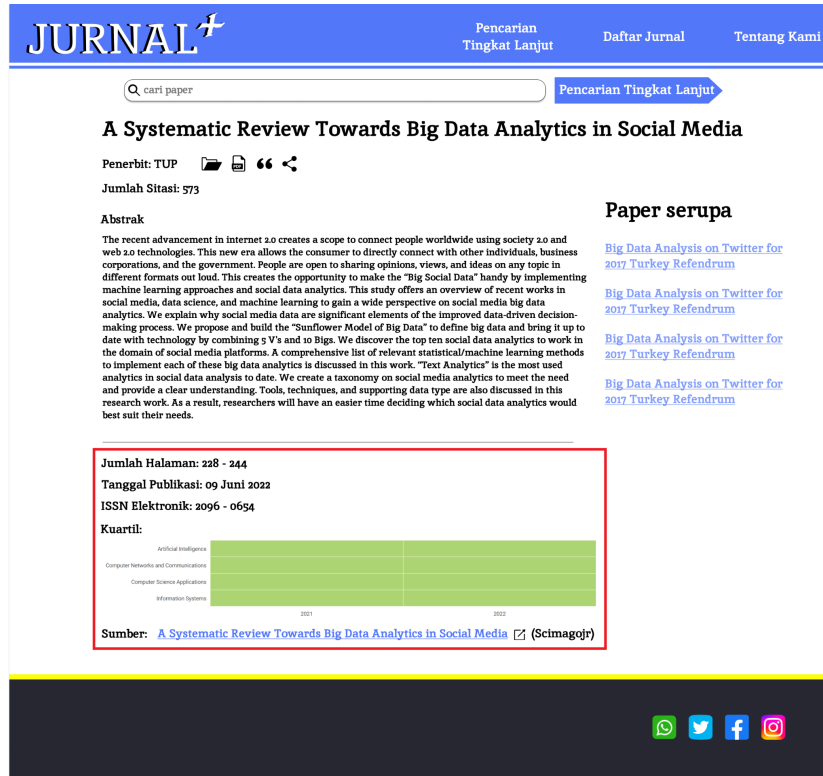 JURNAL+
Pencarian
Tingkat Lanjut
Daftar Jurnal
Tentang Kami
cari paper
Pencarian Tingkat Lanjut
A Systematic Review Towards Big Data Analytics in Social Media
Penerbit: TUP
PDF
Jumlah Sitasi: 573
Abstrak
The recent advancement in internet 2.0 creates a scope to connect people worldwide using society 2.0 and
web 2.0 technologies. This new era allows the consumer to directly connect with other individuals, business
corporations, and the government. People are open to sharing opinions, views, and ideas on any topic in
different formats out loud. This creates the opportunity to make the “Big Social Data” handy by implementing
machine learning approaches and social data analytics. This study offers an overview of recent works in
social media, data science, and machine learning to gain a wide perspective on social media big data
analytics. We explain why social media data are significant elements of the improved data-driven decision-
making process. We propose and build the “Sunflower Model of Big Data” to define big data and bring it up to
date with technology by combining 5 V's and 10 Bigs. We discover the top ten social data analytics to work in
the domain of social media platforms. A comprehensive list of relevant statistical/machine learning methods
to implement each of these big data analytics is discussed in this work. “Text Analytics” is the most used
analytics in social data analysis to date. We create a taxonomy on social media analytics to meet the need
and provide a clear understanding. Tools, techniques, and supporting data type are also discussed in this
research work. As a result, researchers will have an easier time deciding which social data analytics would
best suit their needs.
Paper serupa
Big Data Analysis on Twitter for
2017 Turkey Refendrum
Big Data Analysis on Twitter for
2017 Turkey Refendrum
Big Data Analysis on Twitter for
2017 Turkey Refendrum
Big Data Analysis on Twitter for
2017 Turkey Refendrum
Jumlah Halaman: 228 - 244
Tanggal Publikasi: 09 Juni 2022
ISSN Elektronik: 2096 - 0654
Kuartil:
Artificial Intelligence
Computer Networks and Communications
Computer Science Applications
Information Systems
2021 2022
Sumber: A Systematic Review Towards Big Data Analytics in Social Media (Scimagojr)